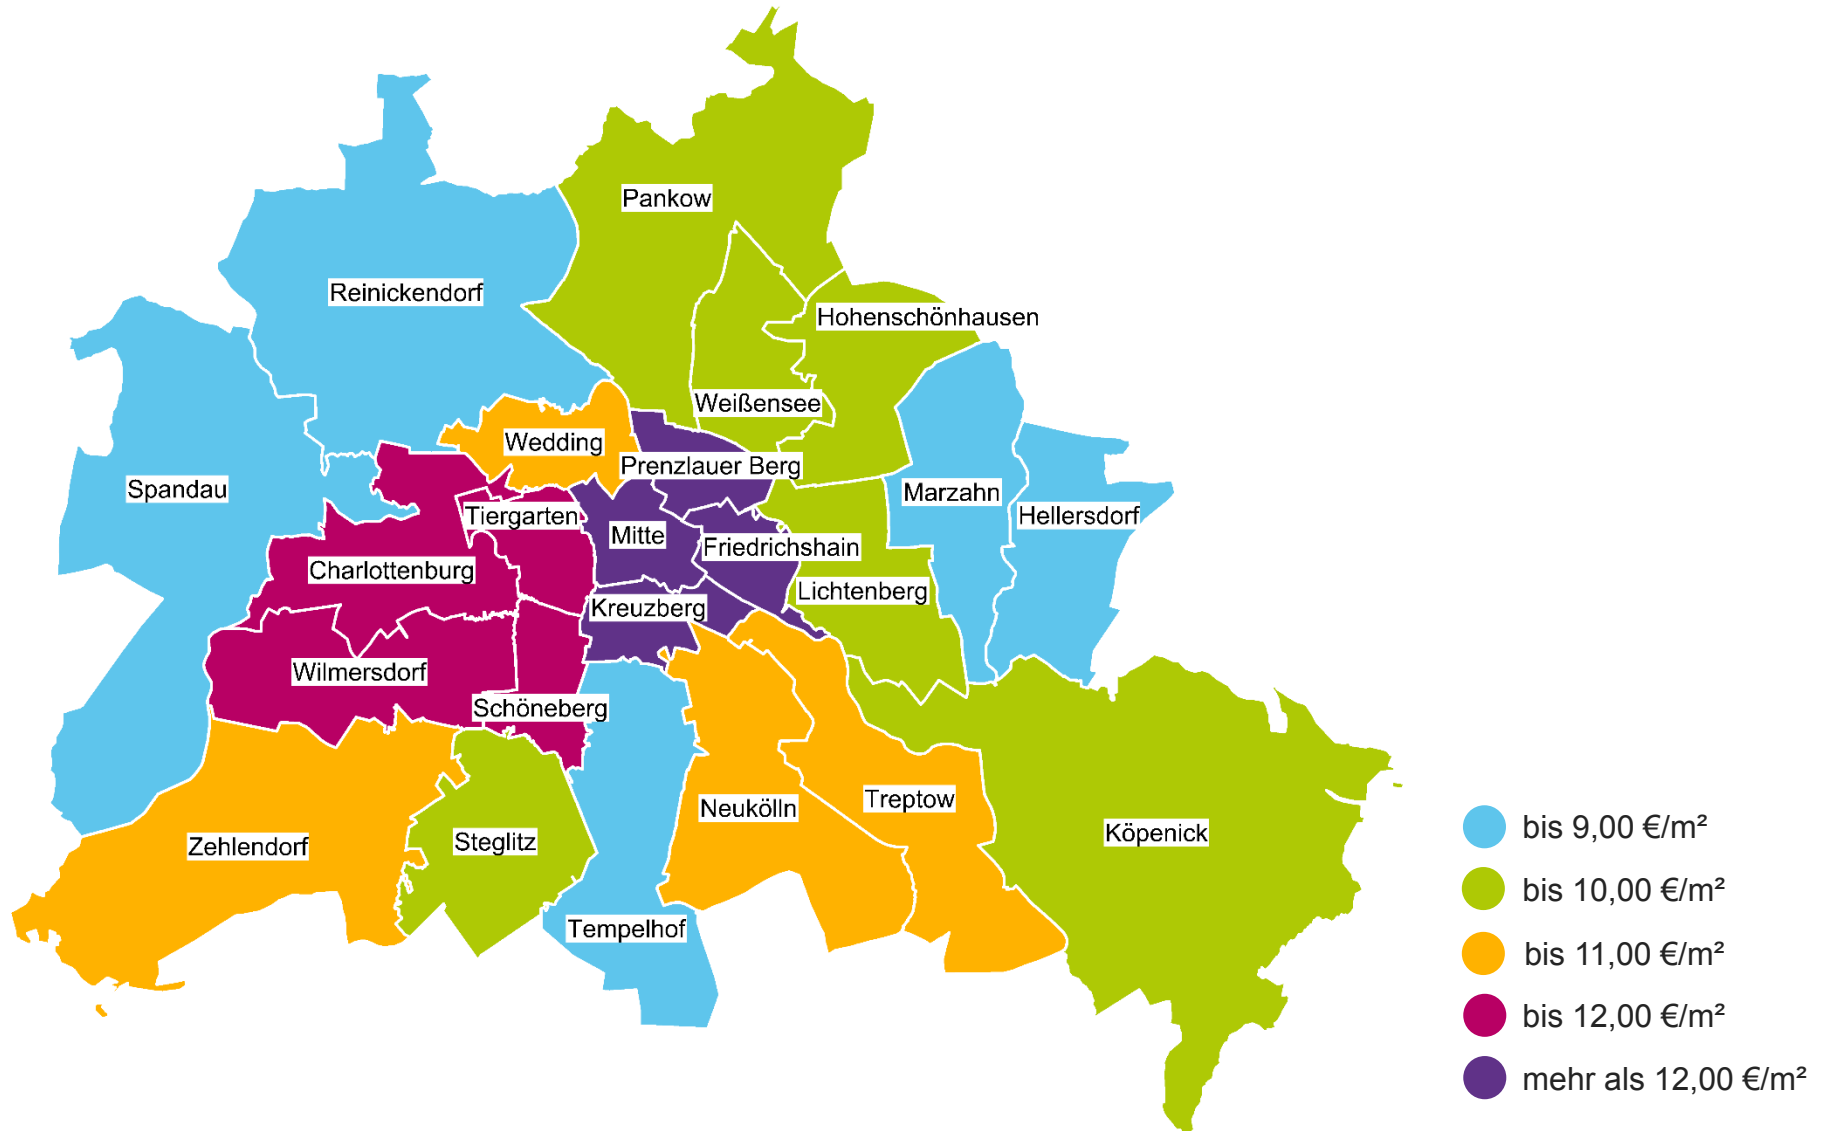 Pankow
Reinickendorf
Hohenschönhausen
Weißensee
Wedding
Prenzlauer Berg
Spandau
Marzahn
Tiergarten
Hellersdorf
Mitte
Friedrichshain
Charlottenburg
Lichtenberg
Kreuzberg
Wilmersdorf
Schöneberg
Treptow
Neukölln
Köpenick
Steglitz
Zehlendorf
Tempelhof
bis 9,00 €/m²
bis 10,00 €/m²
bis 11,00 €/m²
bis 12,00 €/m²
mehr als 12,00 €/m²